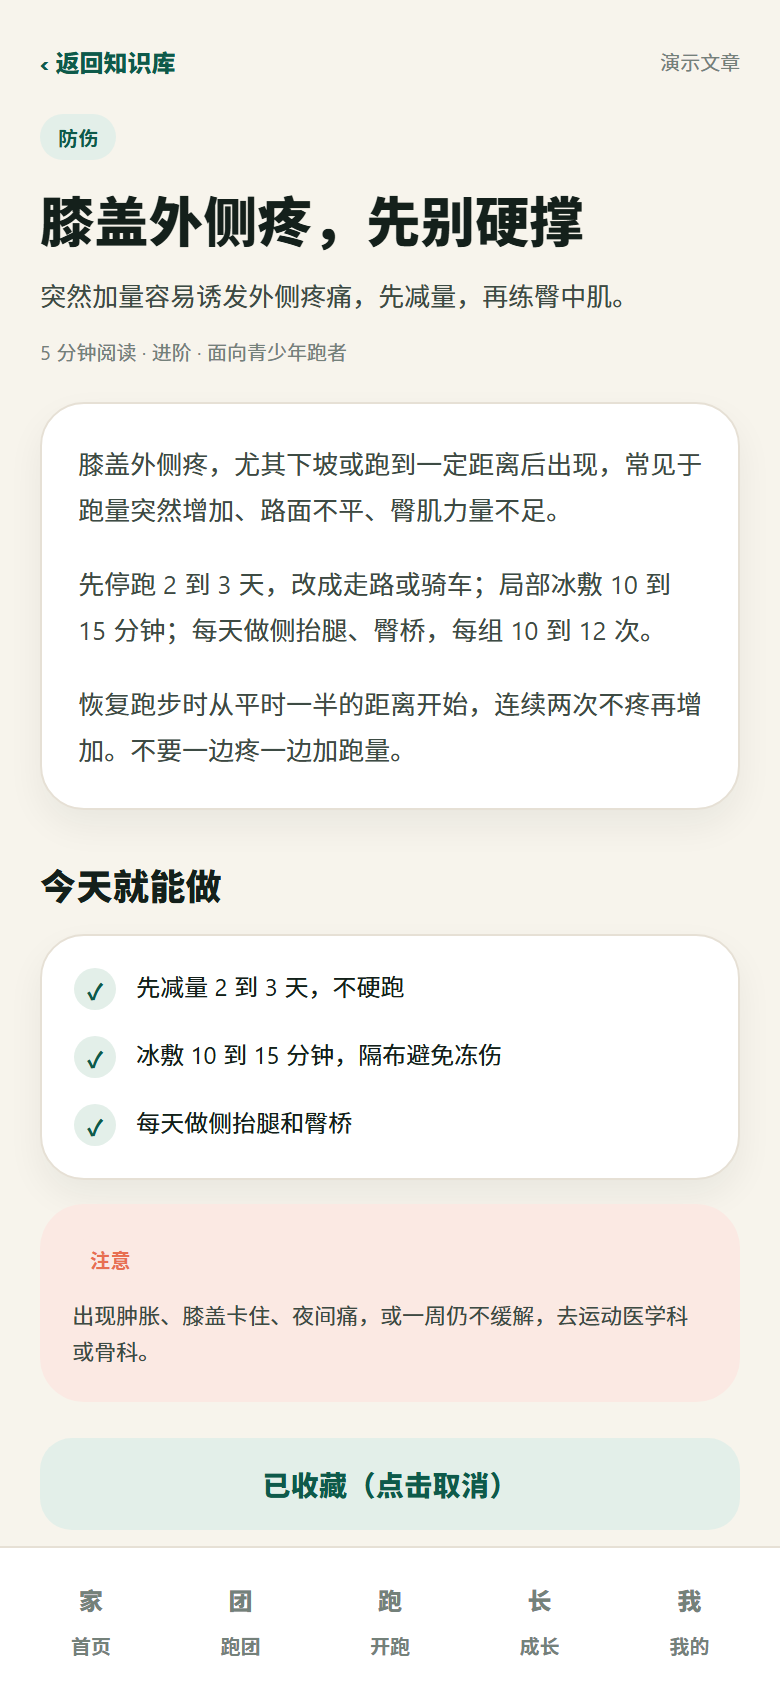 ‹ 返回知识库
演示文章
防伤
膝盖外侧疼，先别硬撑
突然加量容易诱发外侧疼痛，先减量，再练臀中肌。
5 分钟阅读 · 进阶 · 面向青少年跑者
膝盖外侧疼，尤其下坡或跑到一定距离后出现，常见于
跑量突然增加、路面不平、臀肌力量不足。
先停跑 2 到 3 天，改成走路或骑车；局部冰敷 10 到
15 分钟；每天做侧抬腿、臀桥，每组 10 到 12 次。
恢复跑步时从平时一半的距离开始，连续两次不疼再增
加。不要一边疼一边加跑量。
今天就能做
✓ 先减量 2 到 3 天，不硬跑
✓ 冰敷 10 到 15 分钟，隔布避免冻伤
✓ 每天做侧抬腿和臀桥
注意
出现肿胀、膝盖卡住、夜间痛，或一周仍不缓解，去运动医学科
或骨科。
已收藏（点击取消）
家 团 跑 长 我
首页 跑团 开跑 成长 我的